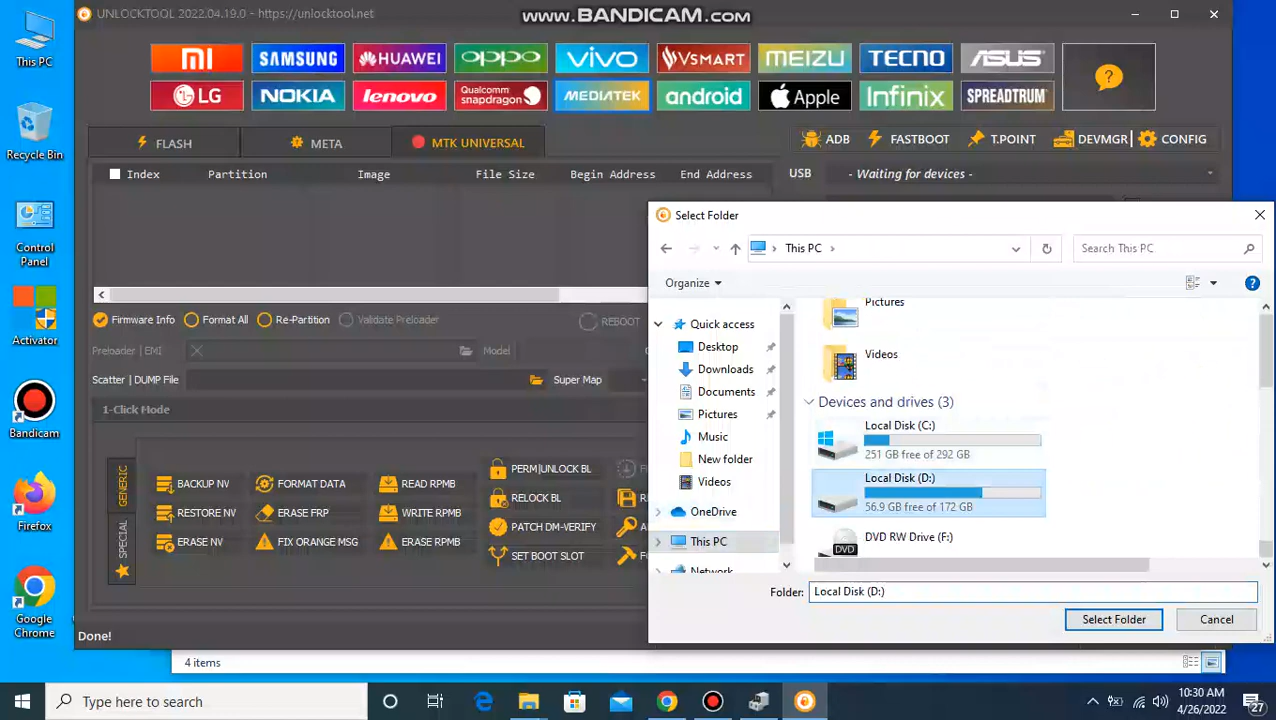 This PC
Recycle Bin
Control Panel
Activator
Bandicam
Firefox
Google Chrome
UNLOCKTOOL 2022.04.19.0 - https://unlocktool.net
www.BANDICAM.com
MI SAMSUNG HUAWEI oppo vivo VSMART MEIZU TECNO ASUS
LG NOKIA lenovo Qualcomm snapdragon MEDIATEK android Apple Infinix SPREADTRUM
?
FLASH META MTK UNIVERSAL
ADB FASTBOOT T.POINT DEVMGR CONFIG
Index Partition Image File Size Begin Address End Address
USB - Waiting for devices -
Firmware Info Format All Re-Partition Validate Preloader REBOOT
Preloader | EMI Model
Scatter | DUMP File Super Map
1-Click Mode
GENERIC
SPECIAL
BACKUP NV FORMAT DATA READ RPMB
RESTORE NV ERASE FRP WRITE RPMB
ERASE NV FIX ORANGE MSG ERASE RPMB
PERM|UNLOCK BL
RELOCK BL
PATCH DM-VERIFY
SET BOOT SLOT
Done!
4 items
Select Folder
This PC
Search This PC
Organize
Quick access
Desktop
Downloads
Documents
Pictures
Music
New folder
Videos
OneDrive
This PC
Network
Pictures
Videos
Devices and drives (3)
Local Disk (C:)
251 GB free of 292 GB
Local Disk (D:)
56.9 GB free of 172 GB
DVD RW Drive (F:)
DVD
Folder: Local Disk (D:)
Select Folder Cancel
Type here to search
10:30 AM
4/26/2022
27